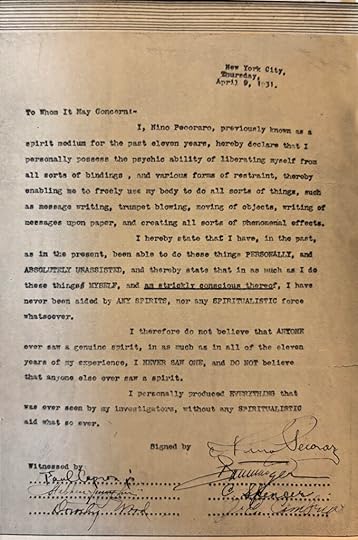 New York City,
Thursday,
April 9, 1931.
To Whom It May Concern:-
I, Nino Pecoraro, previously known as a
spirit medium for the past eleven years, hereby declare that I
personally possess the psychic ability of liberating myself from
all sorts of bindings , and various forms of restraint, thereby
enabling me to freely use my body to do all sorts of things, such
as message writing, trumpet blowing, moving of objects, writing of
messages upon paper, and creating all sorts of phenomenal effects.
I hereby state that I have, in the past,
as in the present, been able to do these things PERSONALLY, and
ABSOLUTELY UNASSISTED, and thereby state that in as much as I do
these things MYSELF, and am strickly conscious thereof, I have
never been aided by ANY SPIRITS, nor any SPIRITUALISTIC force
whatsoever.
I therefore do not believe that ANYONE
ever saw a genuine spirit, in as much as in all of the eleven
years of my experience, I NEVER SAW ONE, and DO NOT believe
that anyone else ever saw a spirit.
I personally produced EVERYTHING that
was ever seen by my investigators, without any SPIRITUALISTIC
aid what so ever.
Signed by Nino Pecoraro
Witnessed by
Dorothy Wood